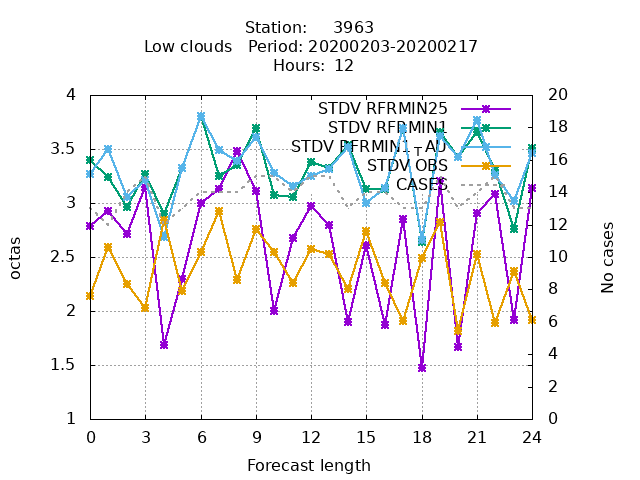 Station: 3963
Low clouds Period: 20200203-20200217
Hours: 12
STDV RFRMIN25
STDV RFRMIN1
STDV RFRMIN1_AU
STDV OBS
CASES
4
3.5
3
2.5
2
1.5
1
20
18
16
14
12
10
8
6
4
2
0
octas
No cases
0 3 6 9 12 15 18 21 24
Forecast length